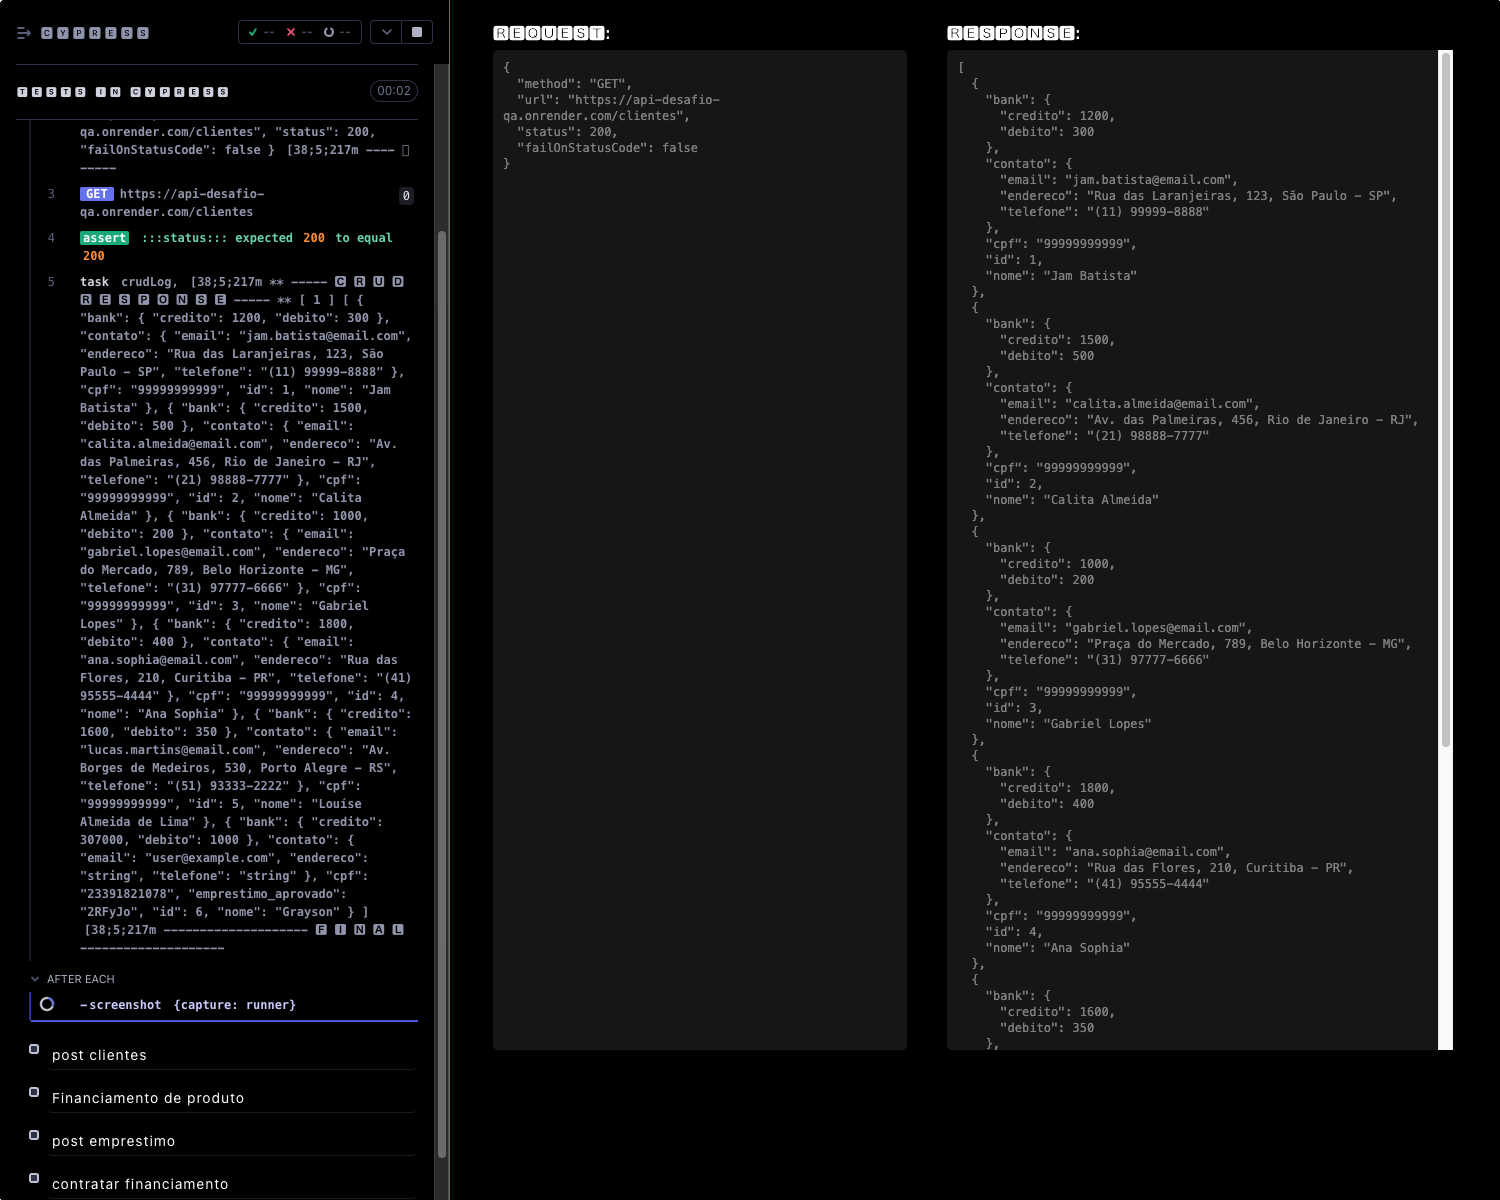 CYPRESS
-- -- --
TESTS IN CYPRESS
00:02
qa.onrender.com/clientes", "status": 200,
"failOnStatusCode": false }  [38;5;217m ----
-----
3 GET https://api-desafio-
qa.onrender.com/clientes
0
4 assert :::status::: expected 200 to equal
200
5 task crudLog, [38;5;217m ** ----- C R U D
R E S P O N S E ----- ** [ 1 ] [ {
"bank": { "credito": 1200, "debito": 300 },
"contato": { "email": "jam.batista@email.com",
"endereco": "Rua das Laranjeiras, 123, São
Paulo - SP", "telefone": "(11) 99999-8888" },
"cpf": "99999999999", "id": 1, "nome": "Jam
Batista" }, { "bank": { "credito": 1500,
"debito": 500 }, "contato": { "email":
"calita.almeida@email.com", "endereco": "Av.
das Palmeiras, 456, Rio de Janeiro - RJ",
"telefone": "(21) 98888-7777" }, "cpf":
"99999999999", "id": 2, "nome": "Calita
Almeida" }, { "bank": { "credito": 1000,
"debito": 200 }, "contato": { "email":
"gabriel.lopes@email.com", "endereco": "Praça
do Mercado, 789, Belo Horizonte - MG",
"telefone": "(31) 97777-6666" }, "cpf":
"99999999999", "id": 3, "nome": "Gabriel
Lopes" }, { "bank": { "credito": 1800,
"debito": 400 }, "contato": { "email":
"ana.sophia@email.com", "endereco": "Rua das
Flores, 210, Curitiba - PR", "telefone": "(41)
95555-4444" }, "cpf": "99999999999", "id": 4,
"nome": "Ana Sophia" }, { "bank": { "credito":
1600, "debito": 350 }, "contato": { "email":
"lucas.martins@email.com", "endereco": "Av.
Borges de Medeiros, 530, Porto Alegre - RS",
"telefone": "(51) 93333-2222" }, "cpf":
"99999999999", "id": 5, "nome": "Louise
Almeida de Lima" }, { "bank": { "credito":
307000, "debito": 1000 }, "contato": {
"email": "user@example.com", "endereco":
"string", "telefone": "string" }, "cpf":
"23391821078", "emprestimo_aprovado":
"2RFyJo", "id": 6, "nome": "Grayson" } ]
[38;5;217m -------------------- F I N A L
--------------------
AFTER EACH
-screenshot {capture: runner}
post clientes
Financiamento de produto
post emprestimo
contratar financiamento
REQUEST:
{
"method": "GET",
"url": "https://api-desafio-
qa.onrender.com/clientes",
"status": 200,
"failOnStatusCode": false
}
RESPONSE:
[
{
"bank": {
"credito": 1200,
"debito": 300
},
"contato": {
"email": "jam.batista@email.com",
"endereco": "Rua das Laranjeiras, 123, São Paulo - SP",
"telefone": "(11) 99999-8888"
},
"cpf": "99999999999",
"id": 1,
"nome": "Jam Batista"
},
{
"bank": {
"credito": 1500,
"debito": 500
},
"contato": {
"email": "calita.almeida@email.com",
"endereco": "Av. das Palmeiras, 456, Rio de Janeiro - RJ",
"telefone": "(21) 98888-7777"
},
"cpf": "99999999999",
"id": 2,
"nome": "Calita Almeida"
},
{
"bank": {
"credito": 1000,
"debito": 200
},
"contato": {
"email": "gabriel.lopes@email.com",
"endereco": "Praça do Mercado, 789, Belo Horizonte - MG",
"telefone": "(31) 97777-6666"
},
"cpf": "99999999999",
"id": 3,
"nome": "Gabriel Lopes"
},
{
"bank": {
"credito": 1800,
"debito": 400
},
"contato": {
"email": "ana.sophia@email.com",
"endereco": "Rua das Flores, 210, Curitiba - PR",
"telefone": "(41) 95555-4444"
},
"cpf": "99999999999",
"id": 4,
"nome": "Ana Sophia"
},
{
"bank": {
"credito": 1600,
"debito": 350
},